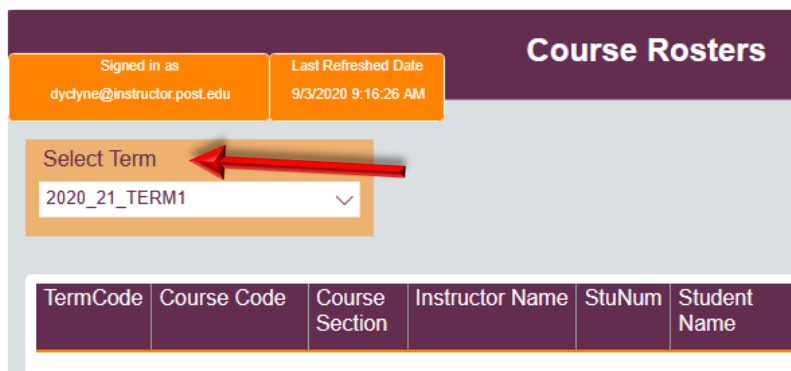 Course Rosters
Signed in as
dyclyne@instructor.post.edu
Last Refreshed Date
9/3/2020 9:16:26 AM
Select Term
2020_21_TERM1
TermCode
Course Code
Course
Section
Instructor Name
StuNum
Student
Name